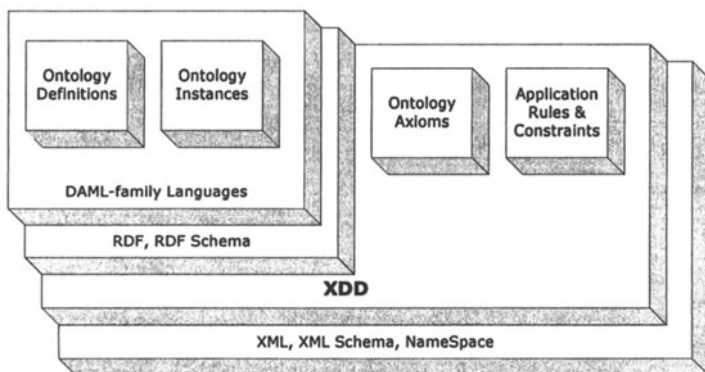 Ontology
Definitions
Ontology
Instances
Ontology
Axioms
Application
Rules &
Constraints
DAML-family Languages
RDF, RDF Schema
XDD
XML, XML Schema, NameSpace